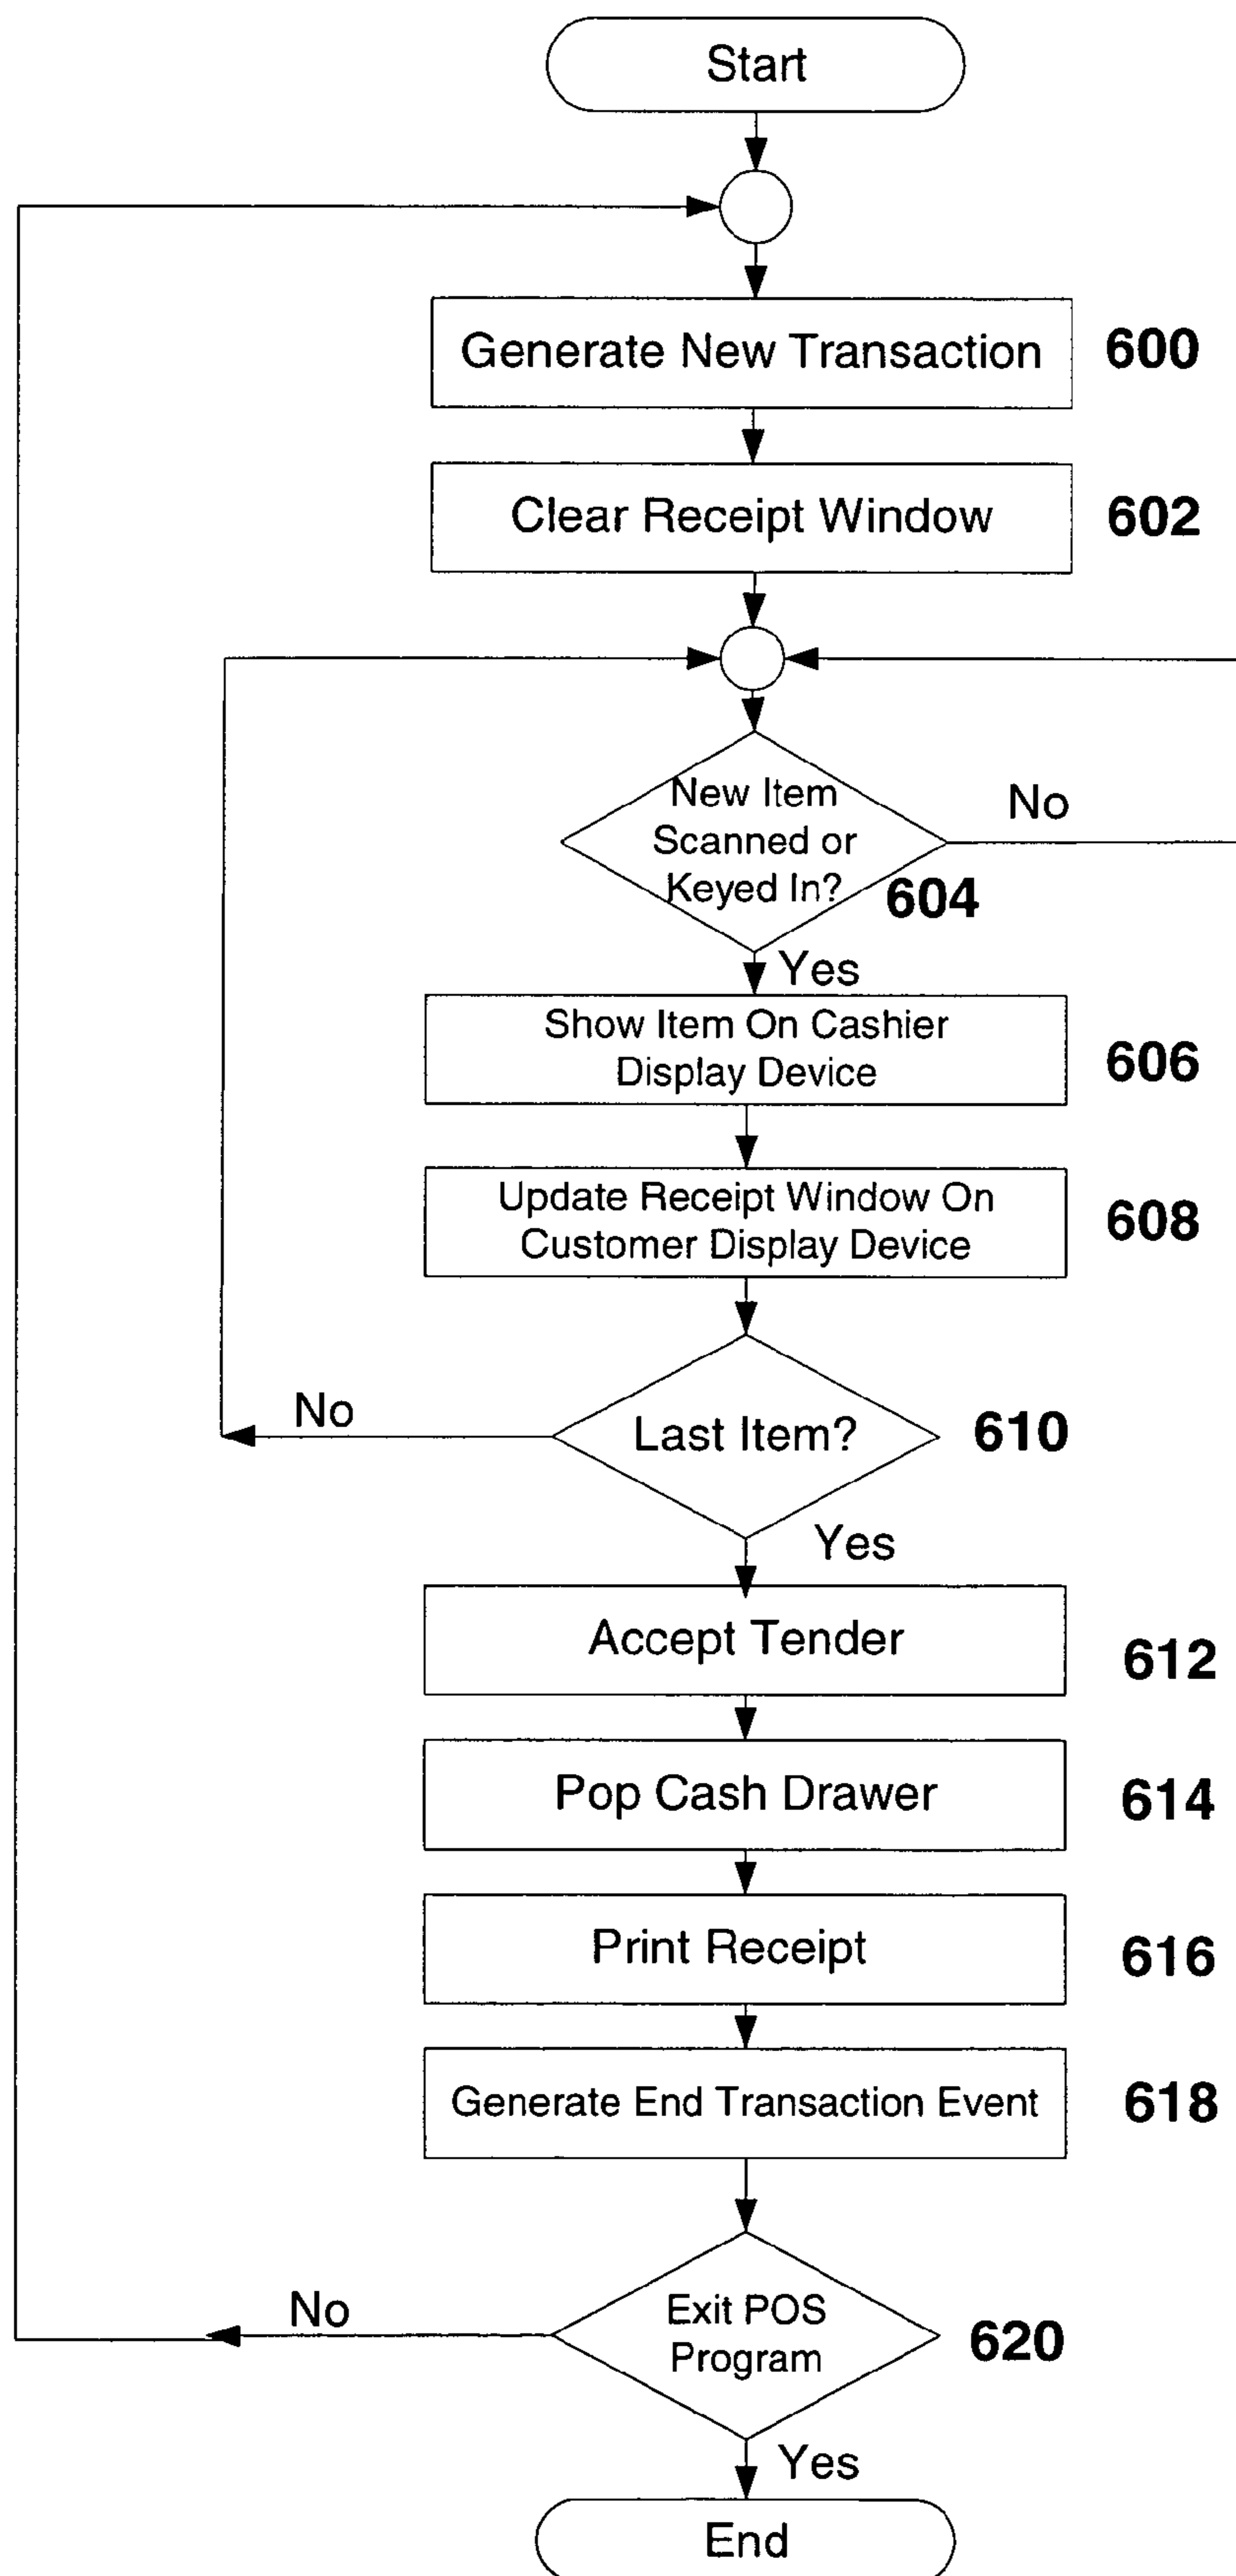 Start
Generate New Transaction
600
Clear Receipt Window
602
New Item
Scanned or
Keyed In?
604
No
Yes
Show Item On Cashier
Display Device
606
Update Receipt Window On
Customer Display Device
608
Last Item?
610
No
Yes
Accept Tender
612
Pop Cash Drawer
614
Print Receipt
616
Generate End Transaction Event
618
Exit POS
Program
620
No
Yes
End